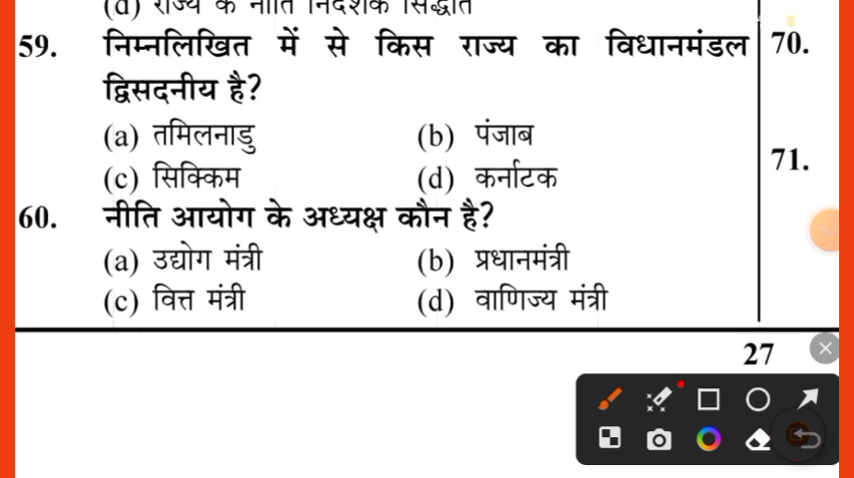 (d) राज्य के नीति निदेशक सिद्धांत
59. निम्नलिखित में से किस राज्य का विधानमंडल
द्विसदनीय है?
(a) तमिलनाडु (b) पंजाब
(c) सिक्किम (d) कर्नाटक
60. नीति आयोग के अध्यक्ष कौन है?
(a) उद्योग मंत्री (b) प्रधानमंत्री
(c) वित्त मंत्री (d) वाणिज्य मंत्री
70.
71.
27